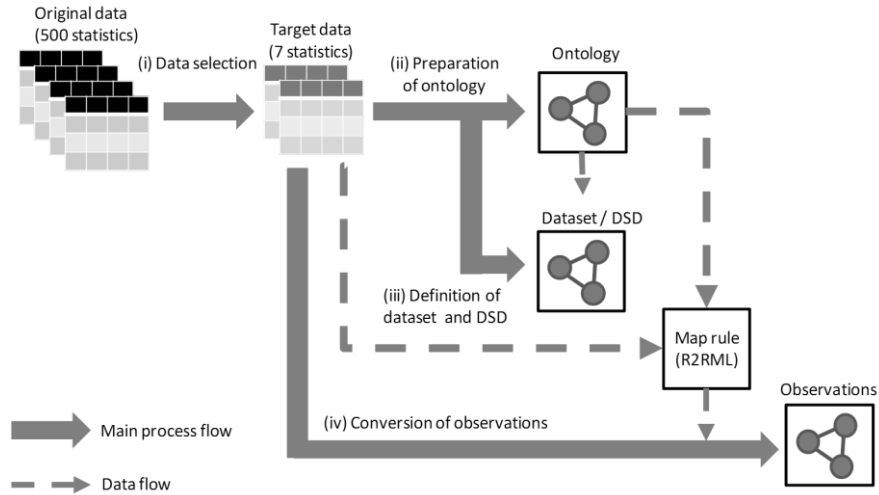 Original data
(500 statistics)
(i) Data selection
Target data
(7 statistics)
(ii) Preparation
of ontology
Ontology
Dataset / DSD
(iii) Definition of
dataset and DSD
Map rule
(R2RML)
Observations
(iv) Conversion of observations
Main process flow
Data flow